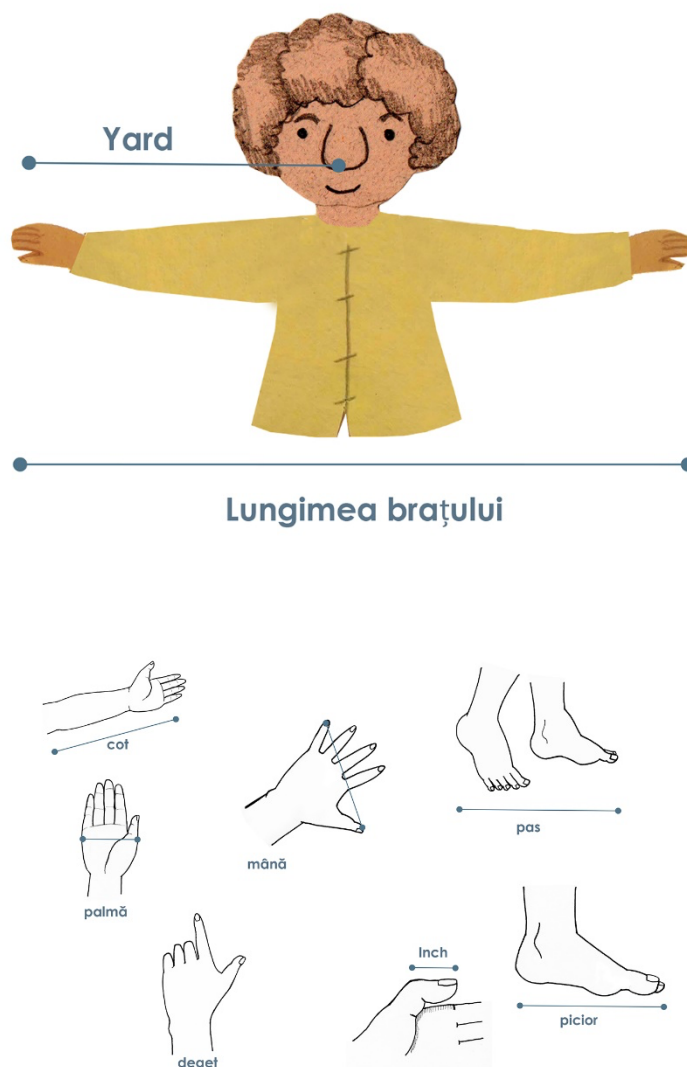 Yard
Lungimea brațului
cot
mână
pas
palmă
Inch
picior
deget